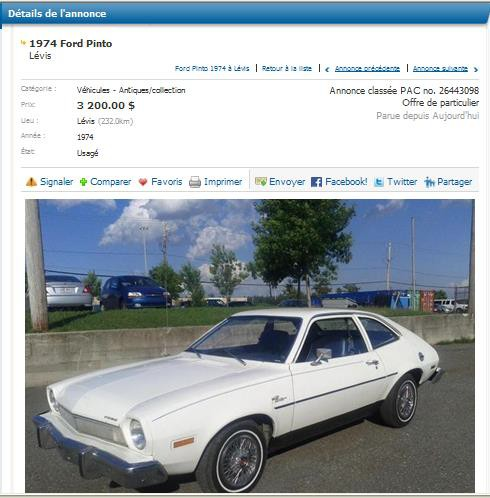 Détails de l'annonce
1974 Ford Pinto
Lévis
Ford Pinto 1974 à Lévis | Retour à la liste | Annonce précédente | Annonce suivante
Catégorie : Véhicules - Antiques/collection
Annonce classée PAC no. 26443098
Prix: 3 200.00 $
Offre de particulier
Lieu : Lévis (232.0km)
Parue depuis Aujourd'hui
Année : 1974
État: Usagé
Signaler Comparer Favoris Imprimer Envoyer Facebook! Twitter Partager